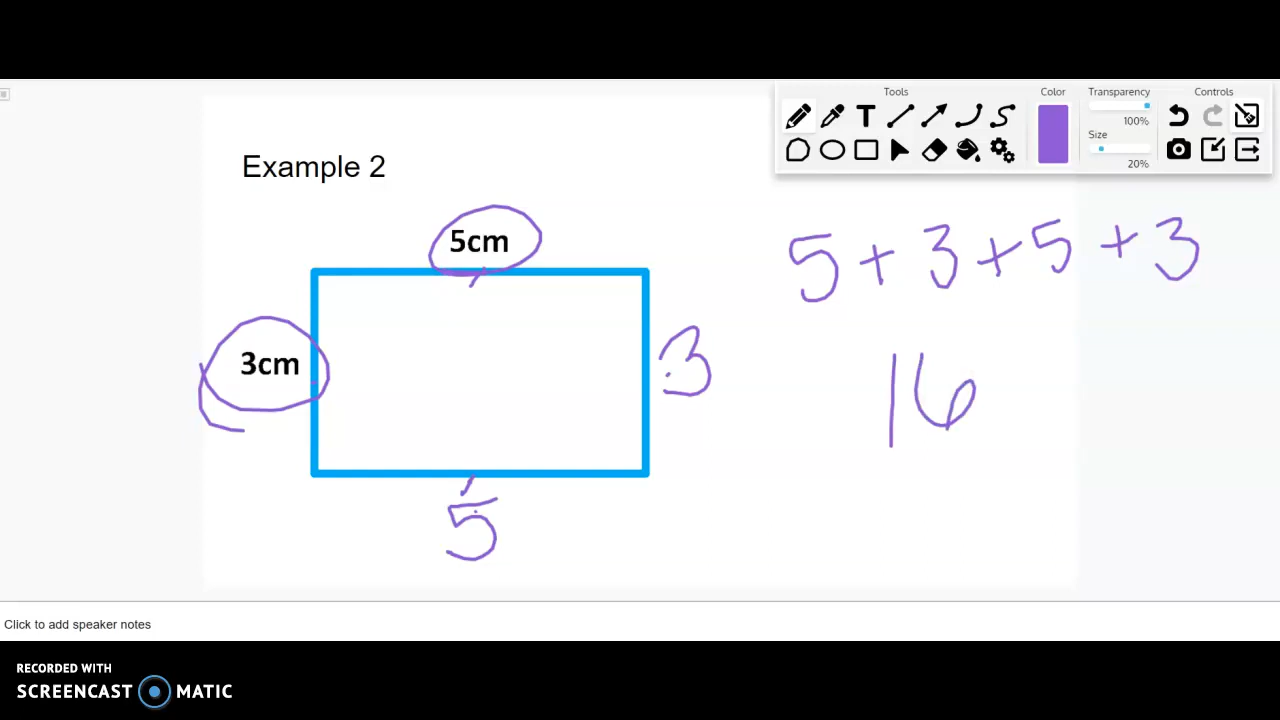 Tools
Color
Transparency
Controls
100%
Size
20%
Example 2
5cm
5+3+5+3
3cm
3
16
5
Click to add speaker notes
RECORDED WITH
SCREENCAST MATIC